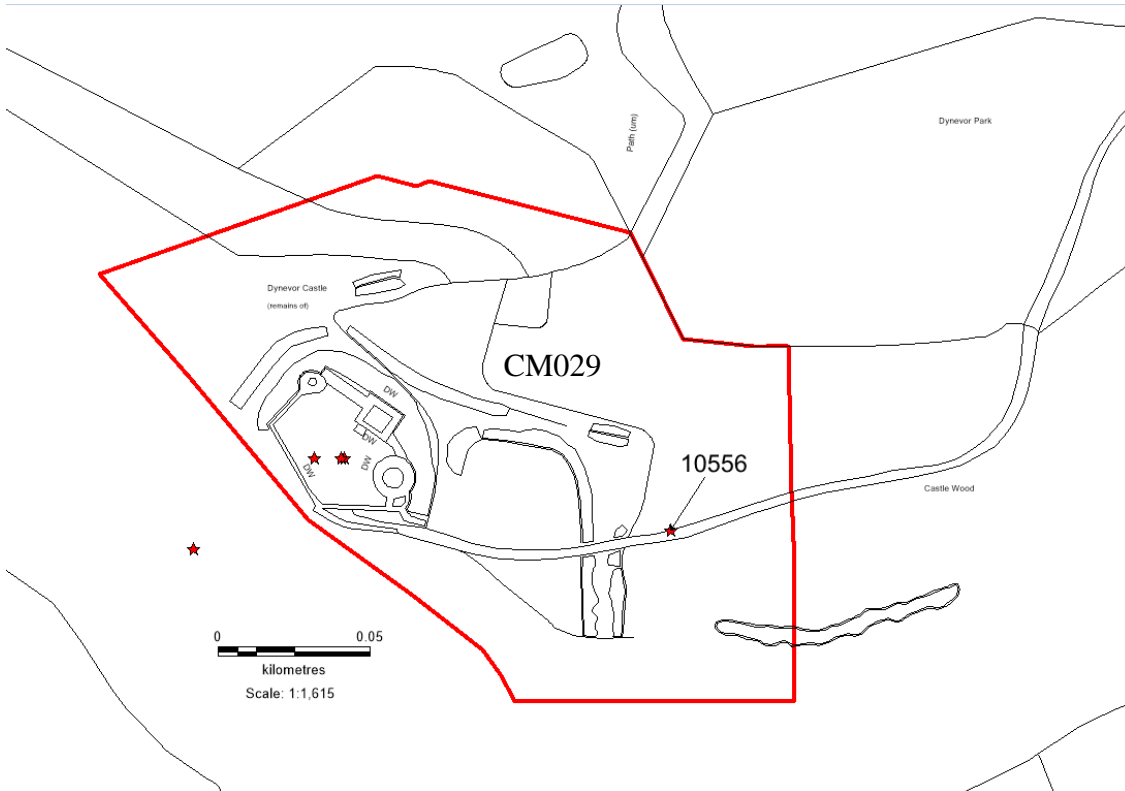 Dynevor Park
Path (um)
Dynevor Castle
(remains of)
CM029
DW
DW
DW
DW
10556
Castle Wood
0 0.05
kilometres
Scale: 1:1,615